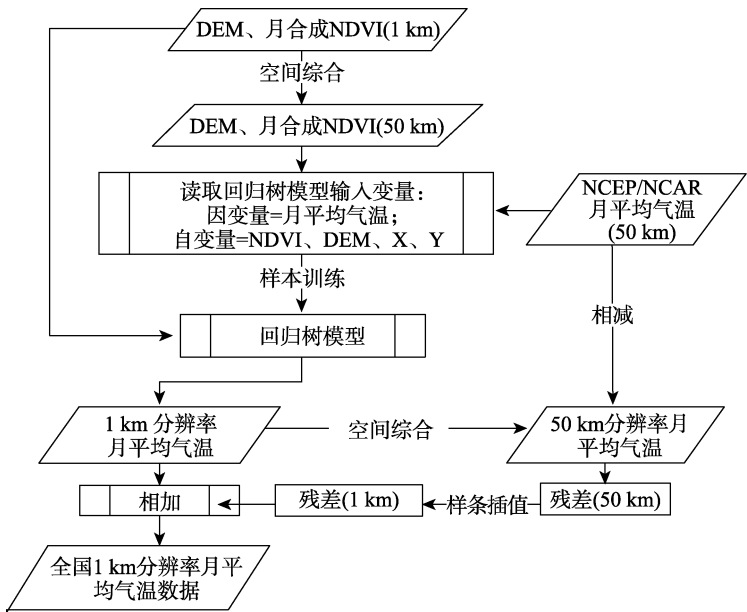 DEM、月合成NDVI(1 km)
空间综合
DEM、月合成NDVI(50 km)
读取回归树模型输入变量：
因变量=月平均气温；
自变量=NDVI、DEM、X、Y
NCEP/NCAR
月平均气温
(50 km)
样本训练
相减
回归树模型
1 km 分辨率
月平均气温
空间综合
50 km分辨率月
平均气温
相加
残差(1 km)
样条插值
残差(50 km)
全国1 km分辨率月平
均气温数据